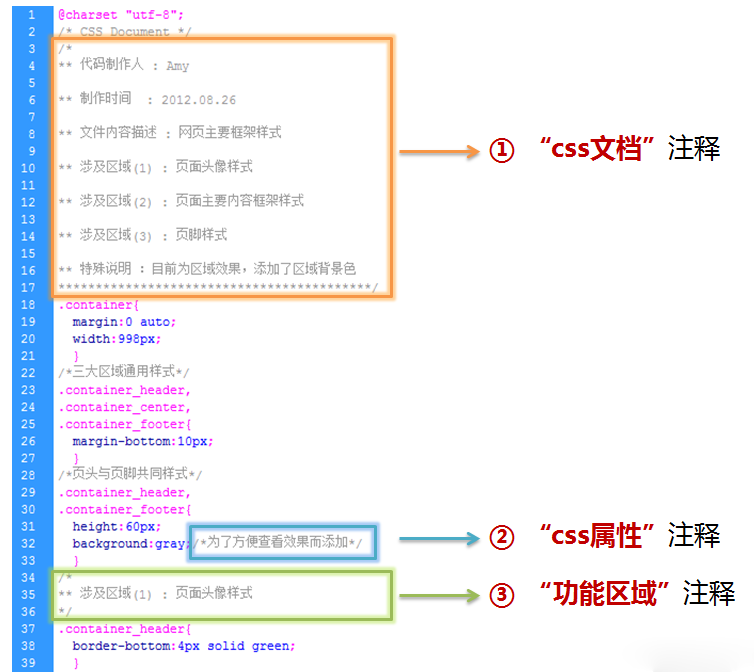 1 @charset "utf-8";
2 /* CSS Document */
3 /*
4 ** 代码制作人 : Amy
5
6 ** 制作时间 : 2012.08.26
7
8 ** 文件内容描述 : 网页主要框架样式
9
10 ** 涉及区域(1) : 页面头像样式
11
12 ** 涉及区域(2) : 页面主要内容框架样式
13
14 ** 涉及区域(3) : 页脚样式
15
16 ** 特殊说明 : 目前为区域效果，添加了区域背景色
17 *****************************************/
① “css文档”注释
18 .container{
19 margin:0 auto;
20 width:998px;
21 }
22 /*三大区域通用样式*/
23 .container_header,
24 .container_center,
25 .container_footer{
26 margin-bottom:10px;
27 }
28 /*页头与页脚共同样式*/
29 .container_header,
30 .container_footer{
31 height:60px;
32 background:gray;/*为了方便查看效果而添加*/
② “css属性”注释
33 }
34 /*
35 ** 涉及区域(1) : 页面头像样式
36 */
③ “功能区域”注释
37 .container_header{
38 border-bottom:4px solid green;
39 }